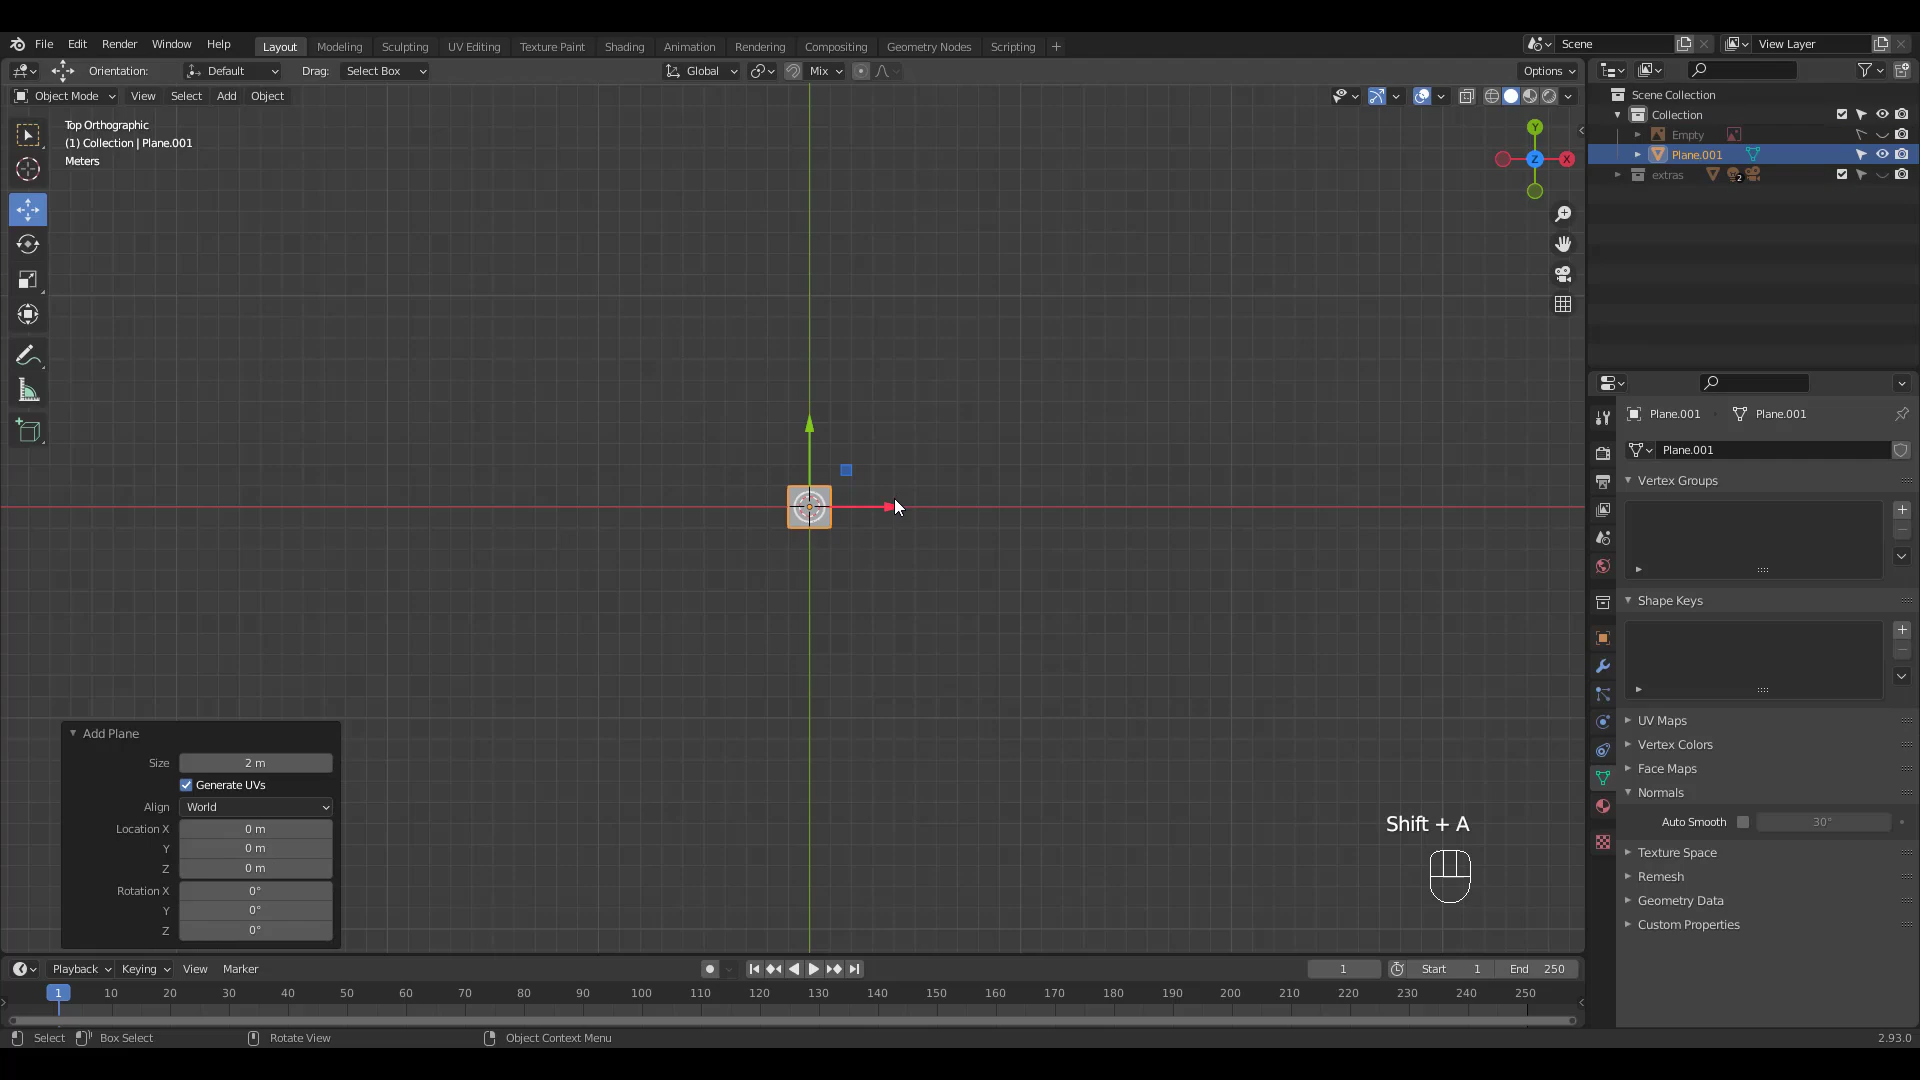 File Edit Render Window Help Layout Modeling Sculpting UV Editing Texture Paint Shading Animation Rendering Compositing Geometry Nodes Scripting + Scene View Layer
Orientation: Default Drag: Select Box Global Mix Options
Object Mode View Select Add Object
Top Orthographic
(1) Collection | Plane.001
Meters
Y
X
Z
Scene Collection
Collection
Empty
Plane.001
extras 2
Plane.001 Plane.001
Plane.001
Vertex Groups
Shape Keys
UV Maps
Vertex Colors
Face Maps
Normals
Auto Smooth 30°
Texture Space
Remesh
Geometry Data
Custom Properties
Add Plane
Size 2 m
Generate UVs
Align World
Location X 0 m
Y 0 m
Z 0 m
Rotation X 0°
Y 0°
Z 0°
Shift + A
Playback Keying View Marker 1 Start 1 End 250
1 10 20 30 40 50 60 70 80 90 100 110 120 130 140 150 160 170 180 190 200 210 220 230 240 250
Select Box Select Rotate View Object Context Menu 2.93.0